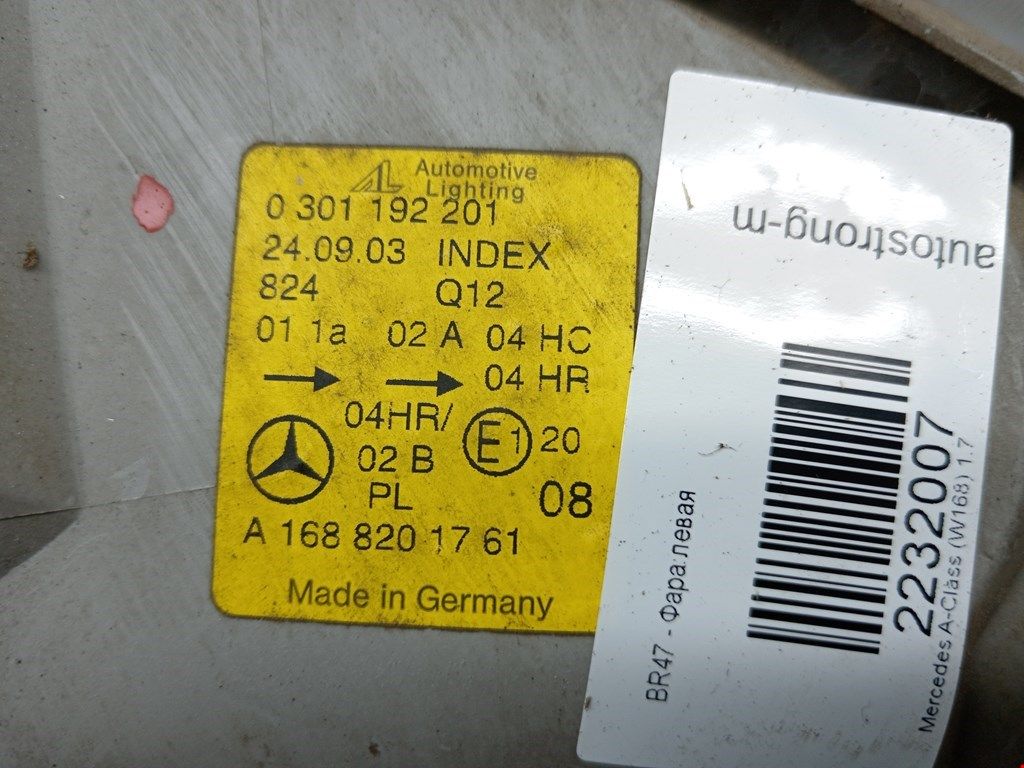 AL Automotive
Lighting
0 301 192 201
24.09.03 INDEX
824 Q12
01 1a 02 A 04 HC
04 HR
04HR/
02 B E1 20
PL 08
A 168 820 17 61
Made in Germany
autostrong-m
BR47 - Фара левая
2232007
Mercedes A-Class (W168) 1.7